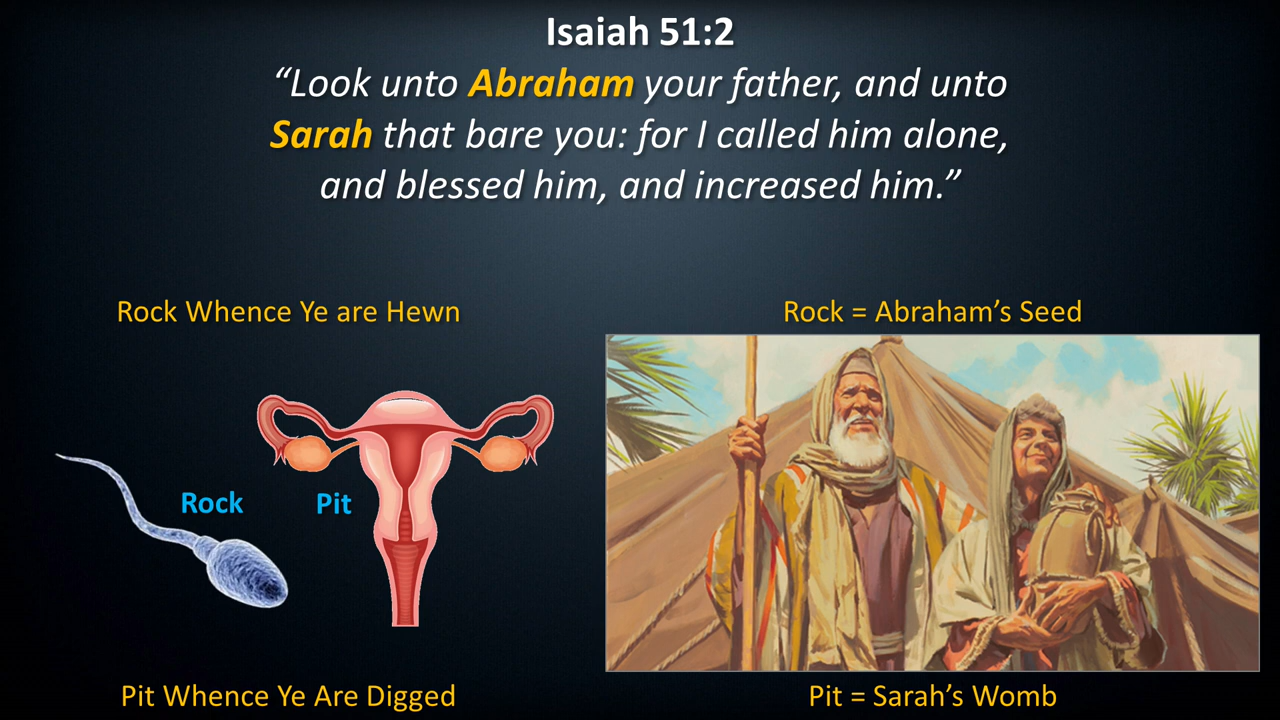 Isaiah 51:2
“Look unto Abraham your father, and unto
Sarah that bare you: for I called him alone,
and blessed him, and increased him.”
Rock Whence Ye are Hewn
Rock = Abraham’s Seed
Rock
Pit
Pit Whence Ye Are Digged
Pit = Sarah’s Womb